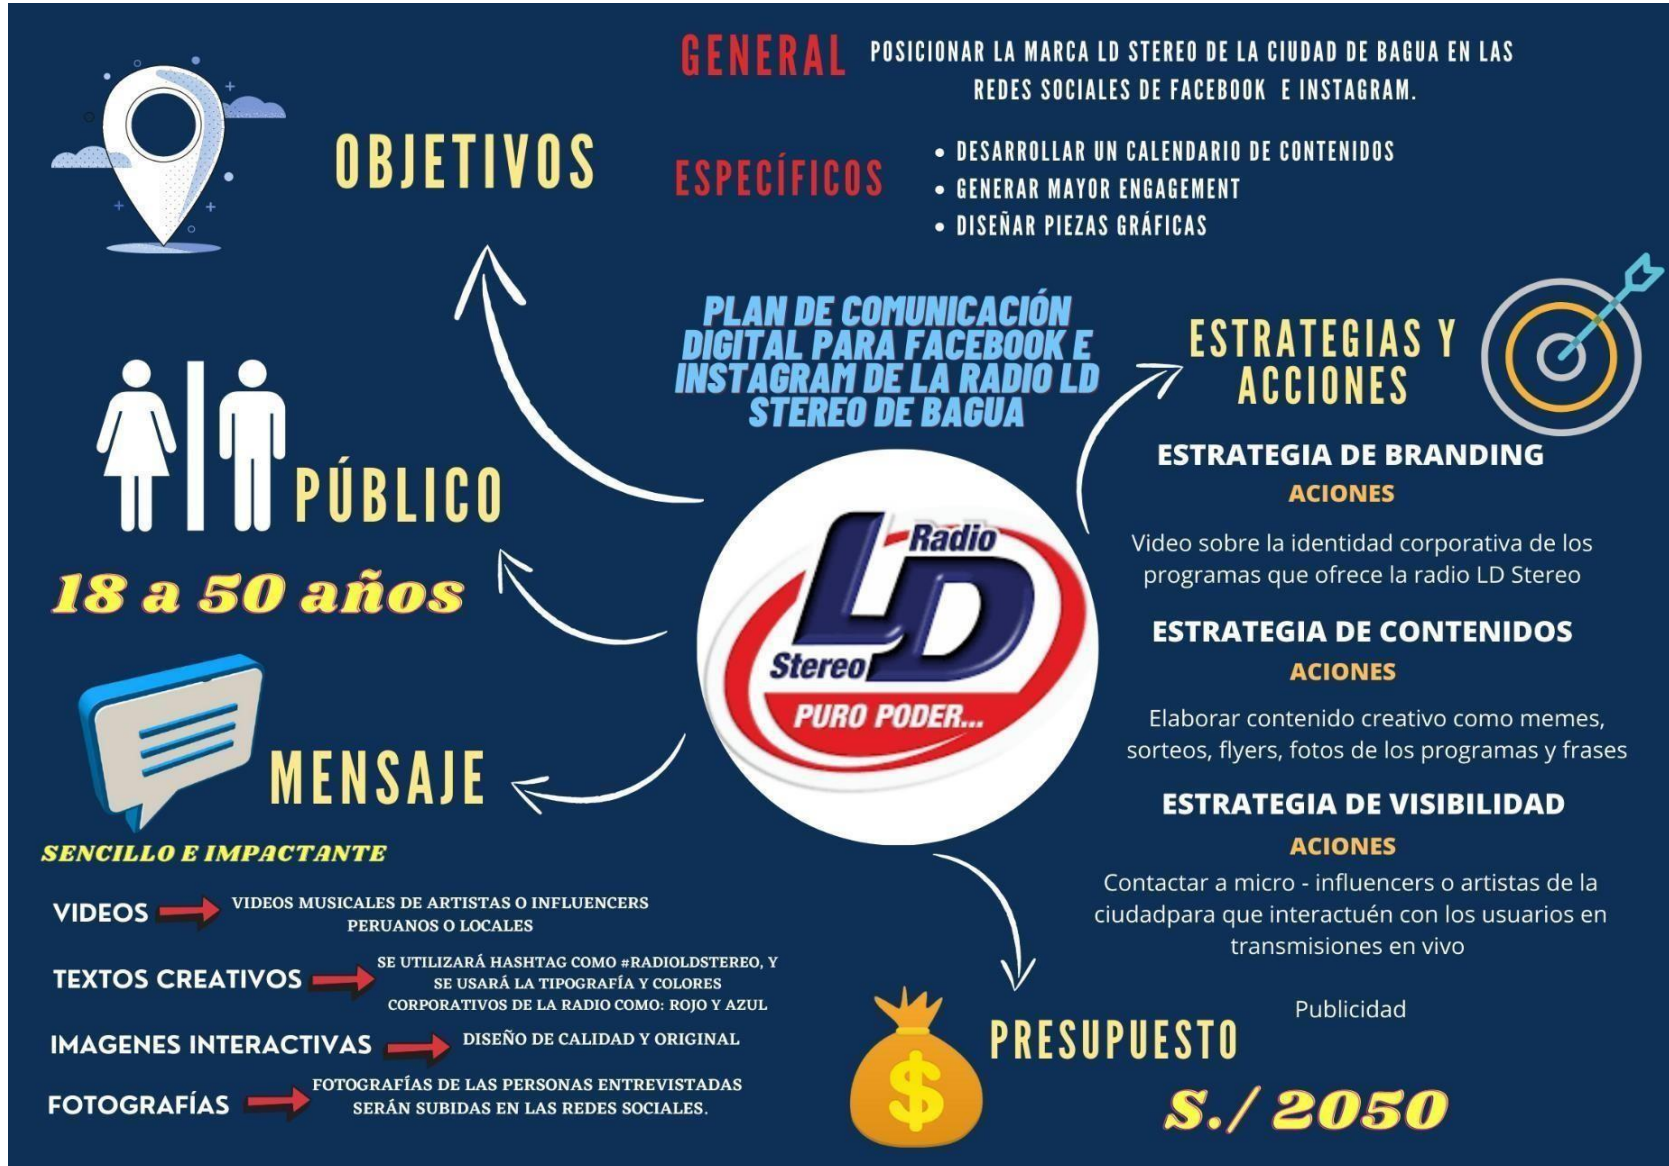 OBJETIVOS
GENERAL
POSICIONAR LA MARCA LD STEREO DE LA CIUDAD DE BAGUA EN LAS
REDES SOCIALES DE FACEBOOK E INSTAGRAM.
ESPECÍFICOS
• DESARROLLAR UN CALENDARIO DE CONTENIDOS
• GENERAR MAYOR ENGAGEMENT
• DISEÑAR PIEZAS GRÁFICAS
PLAN DE COMUNICACIÓN
DIGITAL PARA FACEBOOK E
INSTAGRAM DE LA RADIO LD
STEREO DE BAGUA
Radio
LD
Stereo
PURO PODER...
PÚBLICO
18 a 50 años
MENSAJE
SENCILLO E IMPACTANTE
VIDEOS
VIDEOS MUSICALES DE ARTISTAS O INFLUENCERS
PERUANOS O LOCALES
TEXTOS CREATIVOS
SE UTILIZARÁ HASHTAG COMO #RADIOLDSTEREO, Y
SE USARÁ LA TIPOGRAFÍA Y COLORES
CORPORATIVOS DE LA RADIO COMO: ROJO Y AZUL
IMAGENES INTERACTIVAS
DISEÑO DE CALIDAD Y ORIGINAL
FOTOGRAFÍAS
FOTOGRAFÍAS DE LAS PERSONAS ENTREVISTADAS
SERÁN SUBIDAS EN LAS REDES SOCIALES.
ESTRATEGIAS Y
ACCIONES
ESTRATEGIA DE BRANDING
ACIONES
Video sobre la identidad corporativa de los
programas que ofrece la radio LD Stereo
ESTRATEGIA DE CONTENIDOS
ACIONES
Elaborar contenido creativo como memes,
sorteos, flyers, fotos de los programas y frases
ESTRATEGIA DE VISIBILIDAD
ACIONES
Contactar a micro - influencers o artistas de la
ciudadpara que interactuén con los usuarios en
transmisiones en vivo
Publicidad
$
PRESUPUESTO
S./ 2050